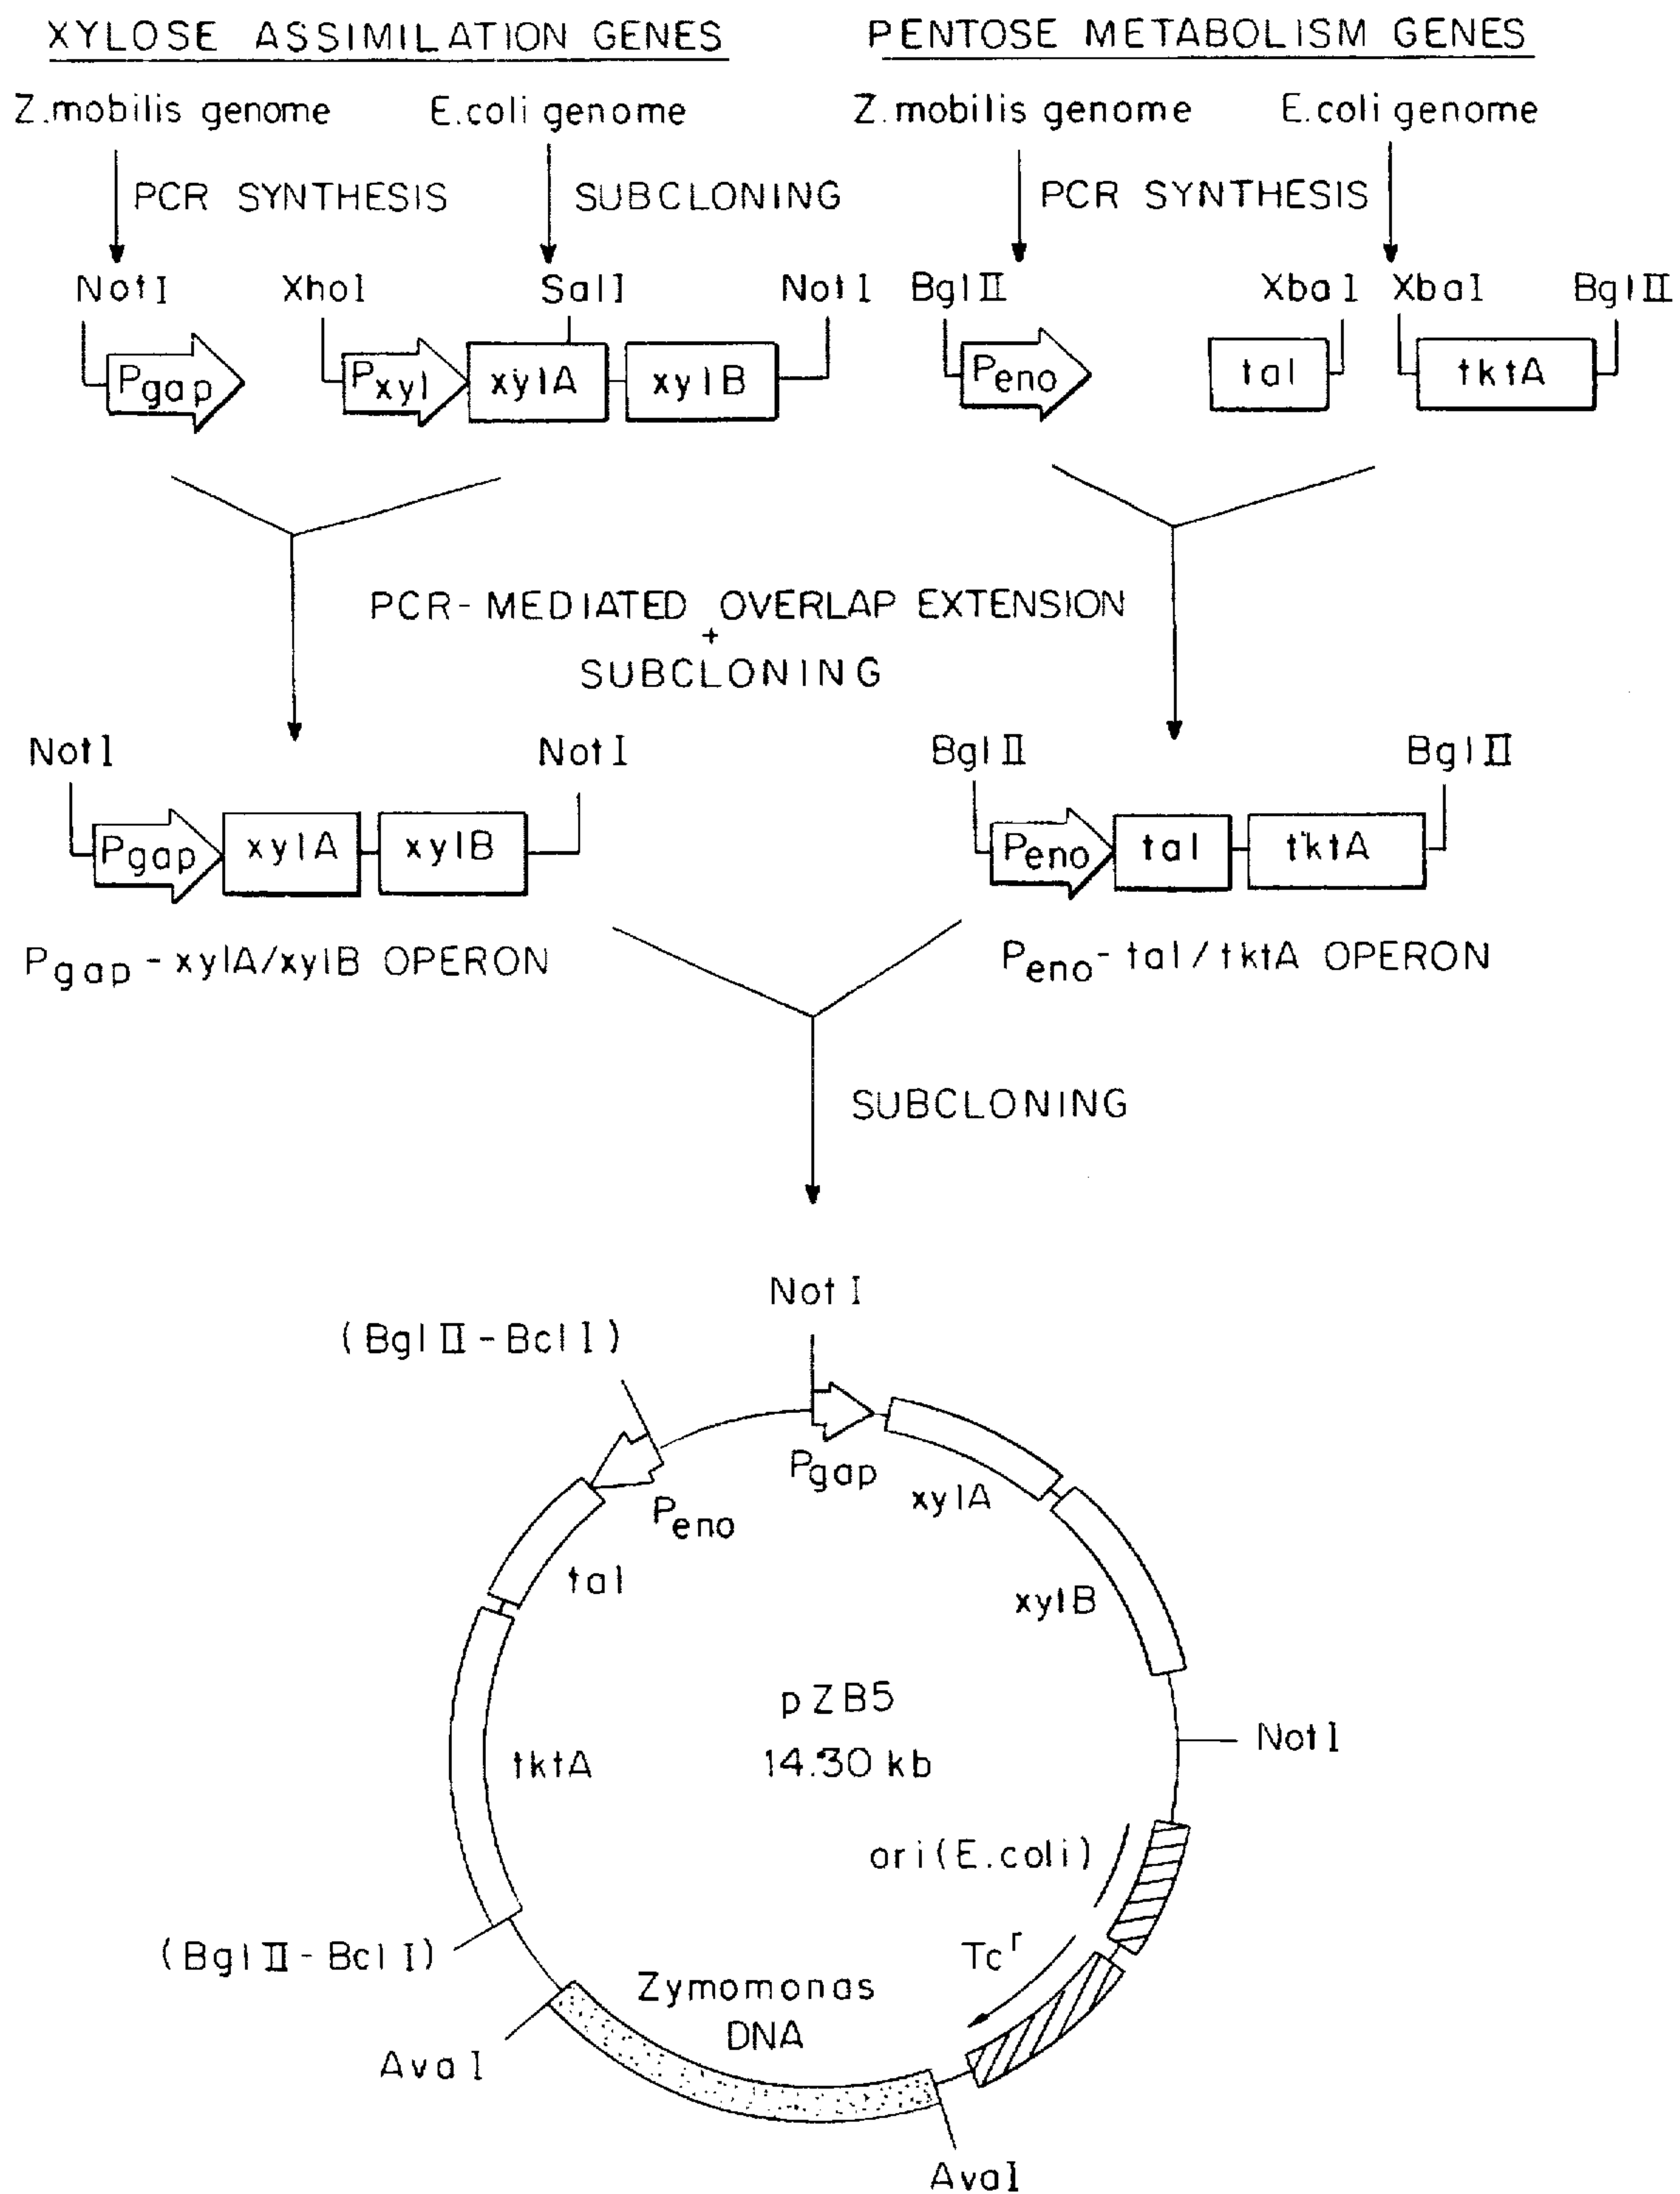 XYLOSE ASSIMILATION GENES PENTOSE METABOLISM GENES
Z.mobilis genome E.coli genome Z.mobilis genome E.coli genome
PCR SYNTHESIS SUBCLONING PCR SYNTHESIS
NotI XhoI SalI NotI BglII XbaI XbaI BglII
Pgap Pxyl xylA xylB Peno tal tktA
PCR-MEDIATED OVERLAP EXTENSION
+
SUBCLONING
NotI NotI BglII BglII
Pgap xylA xylB Peno tal tktA
Pgap - xylA/xylB OPERON Peno - tal/tktA OPERON
SUBCLONING
NotI
(BglII-BclI)
Pgap
xylA
Peno
tal
xylB
pZB5
NotI
14.30 kb
tktA
ori(E.coli)
Tcr
(BglII-BclI)
Zymomonas
DNA
AvaI
AvaI